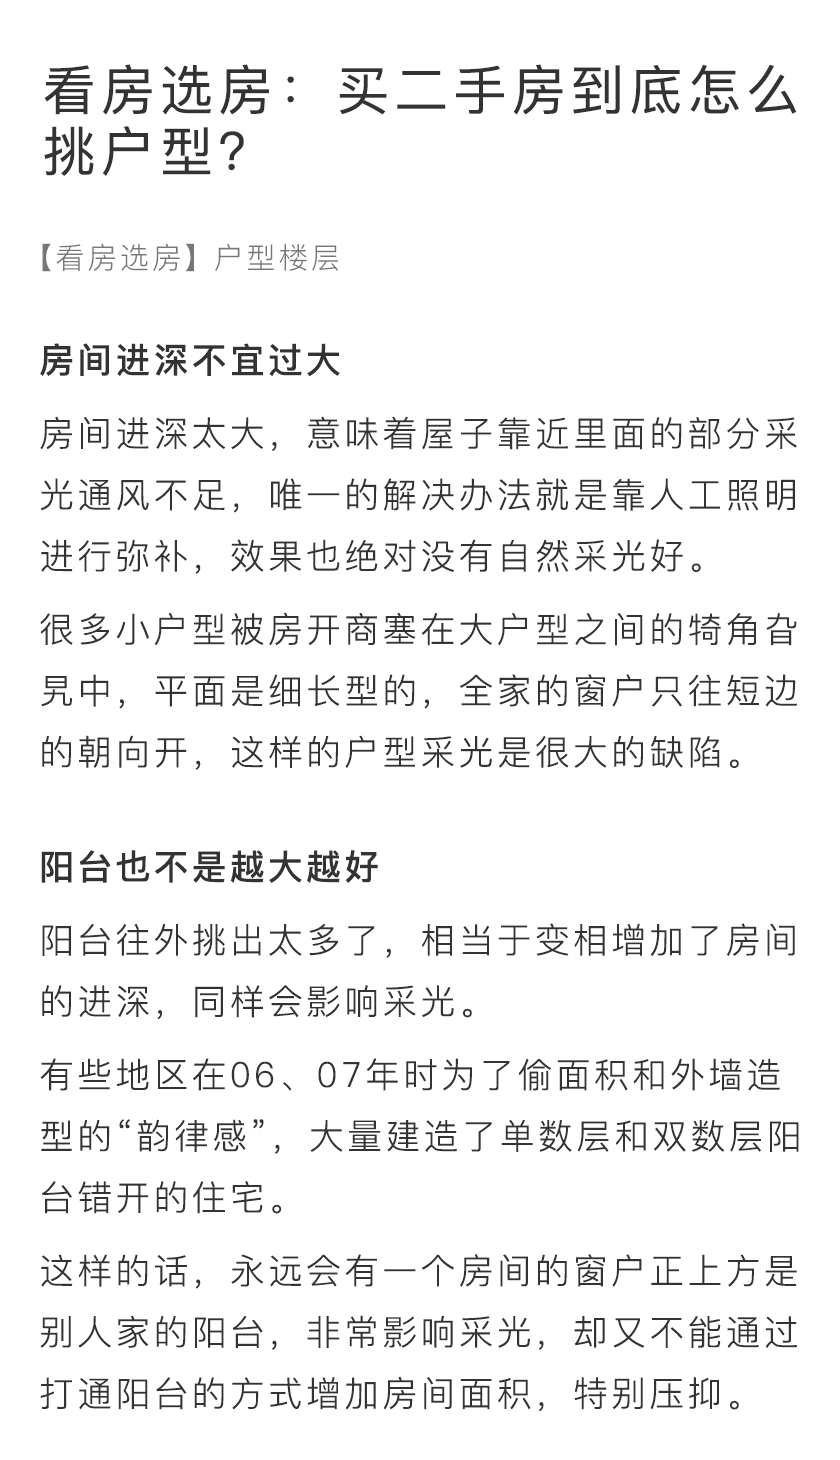 看房选房：买二手房到底怎么
挑户型？
【看房选房】户型楼层
房间进深不宜过大
房间进深太大，意味着屋子靠近里面的部分采
光通风不足，唯一的解决办法就是靠人工照明
进行弥补，效果也绝对没有自然采光好。
很多小户型被房开商塞在大户型之间的犄角旮
旯中，平面是细长型的，全家的窗户只往短边
的朝向开，这样的户型采光是很大的缺陷。
阳台也不是越大越好
阳台往外挑出太多了，相当于变相增加了房间
的进深，同样会影响采光。
有些地区在06、07年时为了偷面积和外墙造
型的“韵律感”，大量建造了单数层和双数层阳
台错开的住宅。
这样的话，永远会有一个房间的窗户正上方是
别人家的阳台，非常影响采光，却又不能通过
打通阳台的方式增加房间面积，特别压抑。